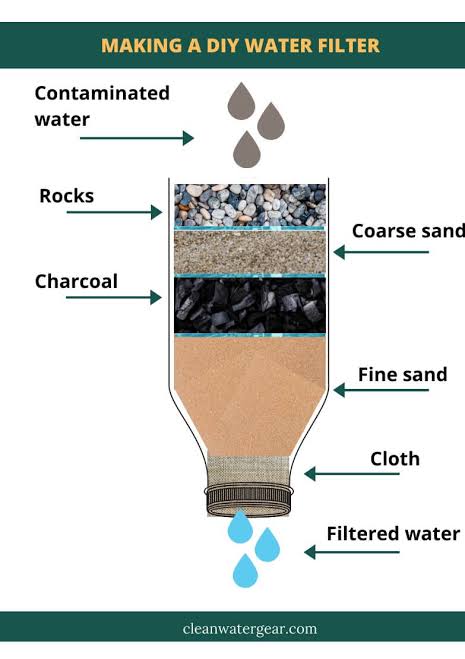 MAKING A DIY WATER FILTER
Contaminated
water
Rocks
Coarse sand
Charcoal
Fine sand
Cloth
Filtered water
cleanwatergear.com